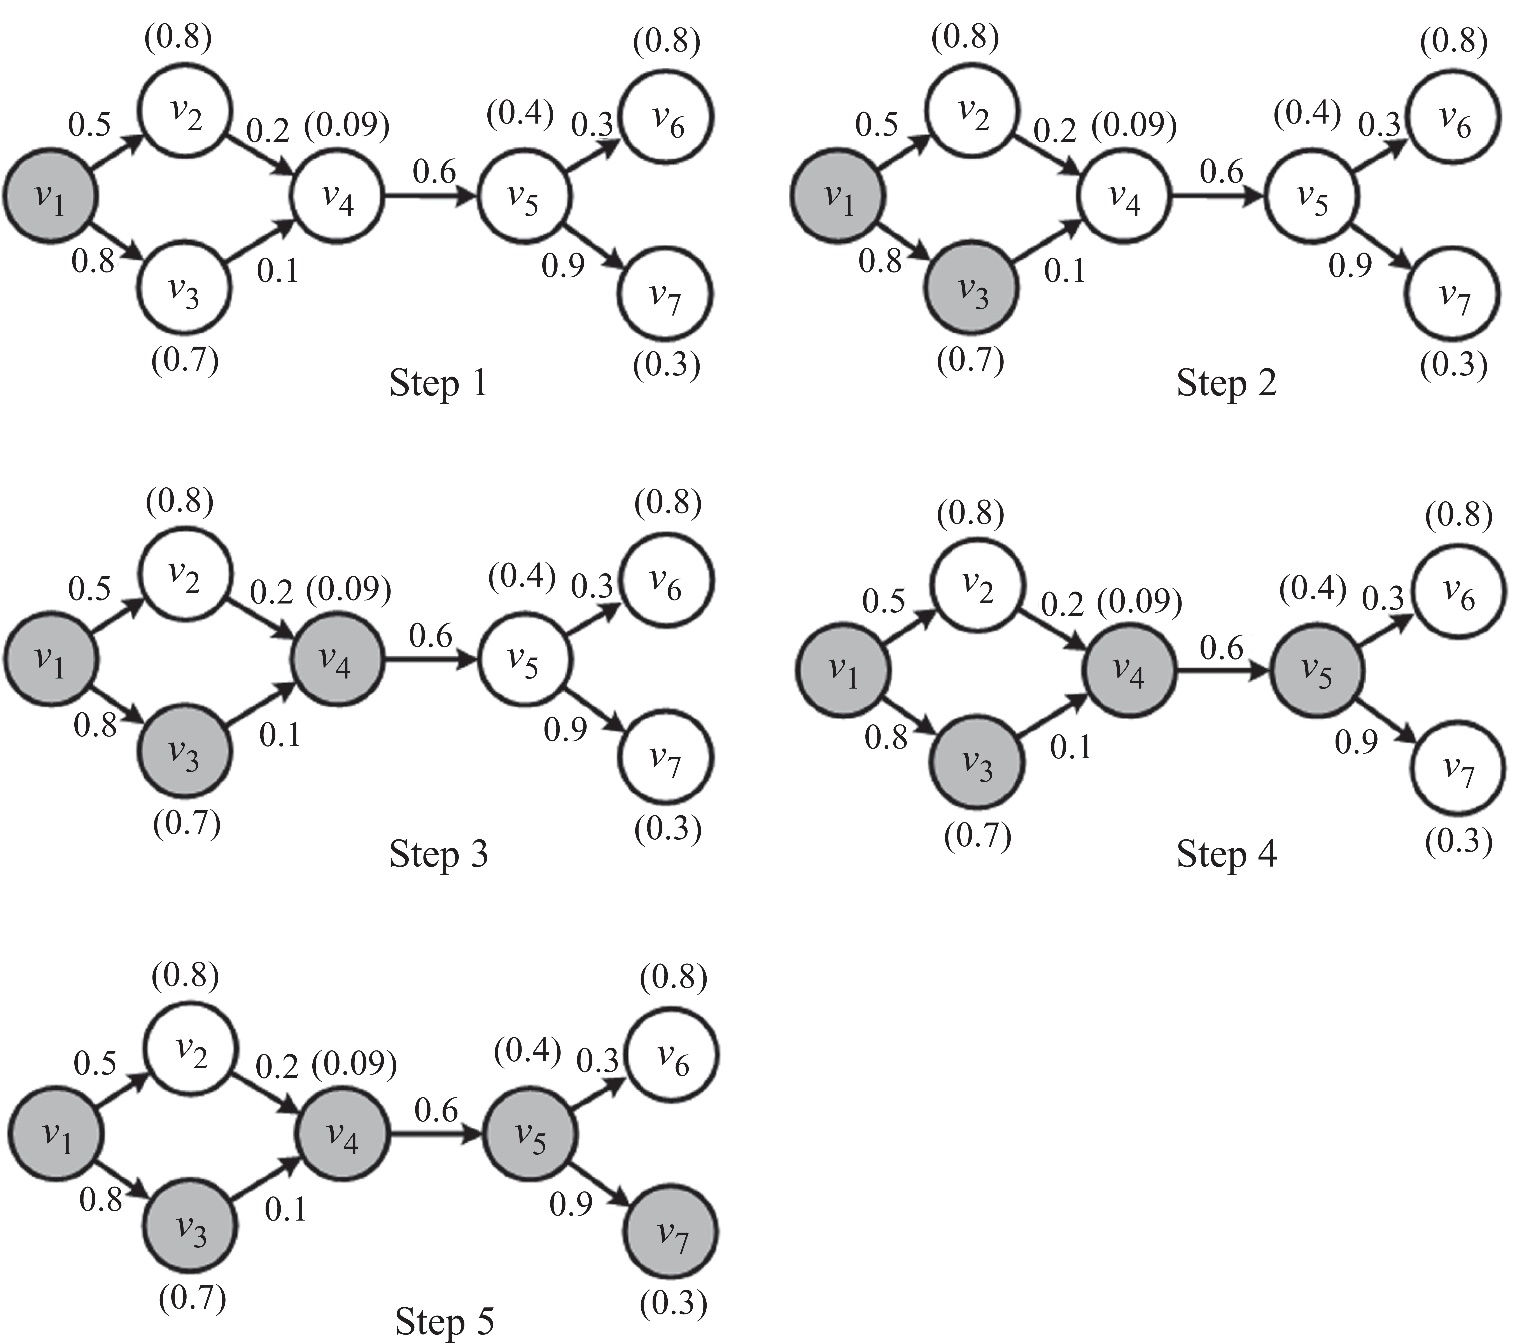 (0.8) (0.8) (0.8) (0.8)
0.5 v2 0.2 (0.09) (0.4) 0.3 v6 0.5 v2 0.2 (0.09) (0.4) 0.3 v6
v1 v4 0.6 v5 v1 v4 0.6 v5
0.8 v3 0.1 0.9 v7 0.8 v3 0.1 0.9 v7
(0.7) (0.3) (0.7) (0.3)
Step 1 Step 2
(0.8) (0.8) (0.8) (0.8)
0.5 v2 0.2 (0.09) (0.4) 0.3 v6 0.5 v2 0.2 (0.09) (0.4) 0.3 v6
v1 v4 0.6 v5 v1 v4 0.6 v5
0.8 v3 0.1 0.9 v7 0.8 v3 0.1 0.9 v7
(0.7) (0.3) (0.7) (0.3)
Step 3 Step 4
(0.8) (0.8)
0.5 v2 0.2 (0.09) (0.4) 0.3 v6
v1 v4 0.6 v5
0.8 v3 0.1 0.9 v7
(0.7) (0.3)
Step 5